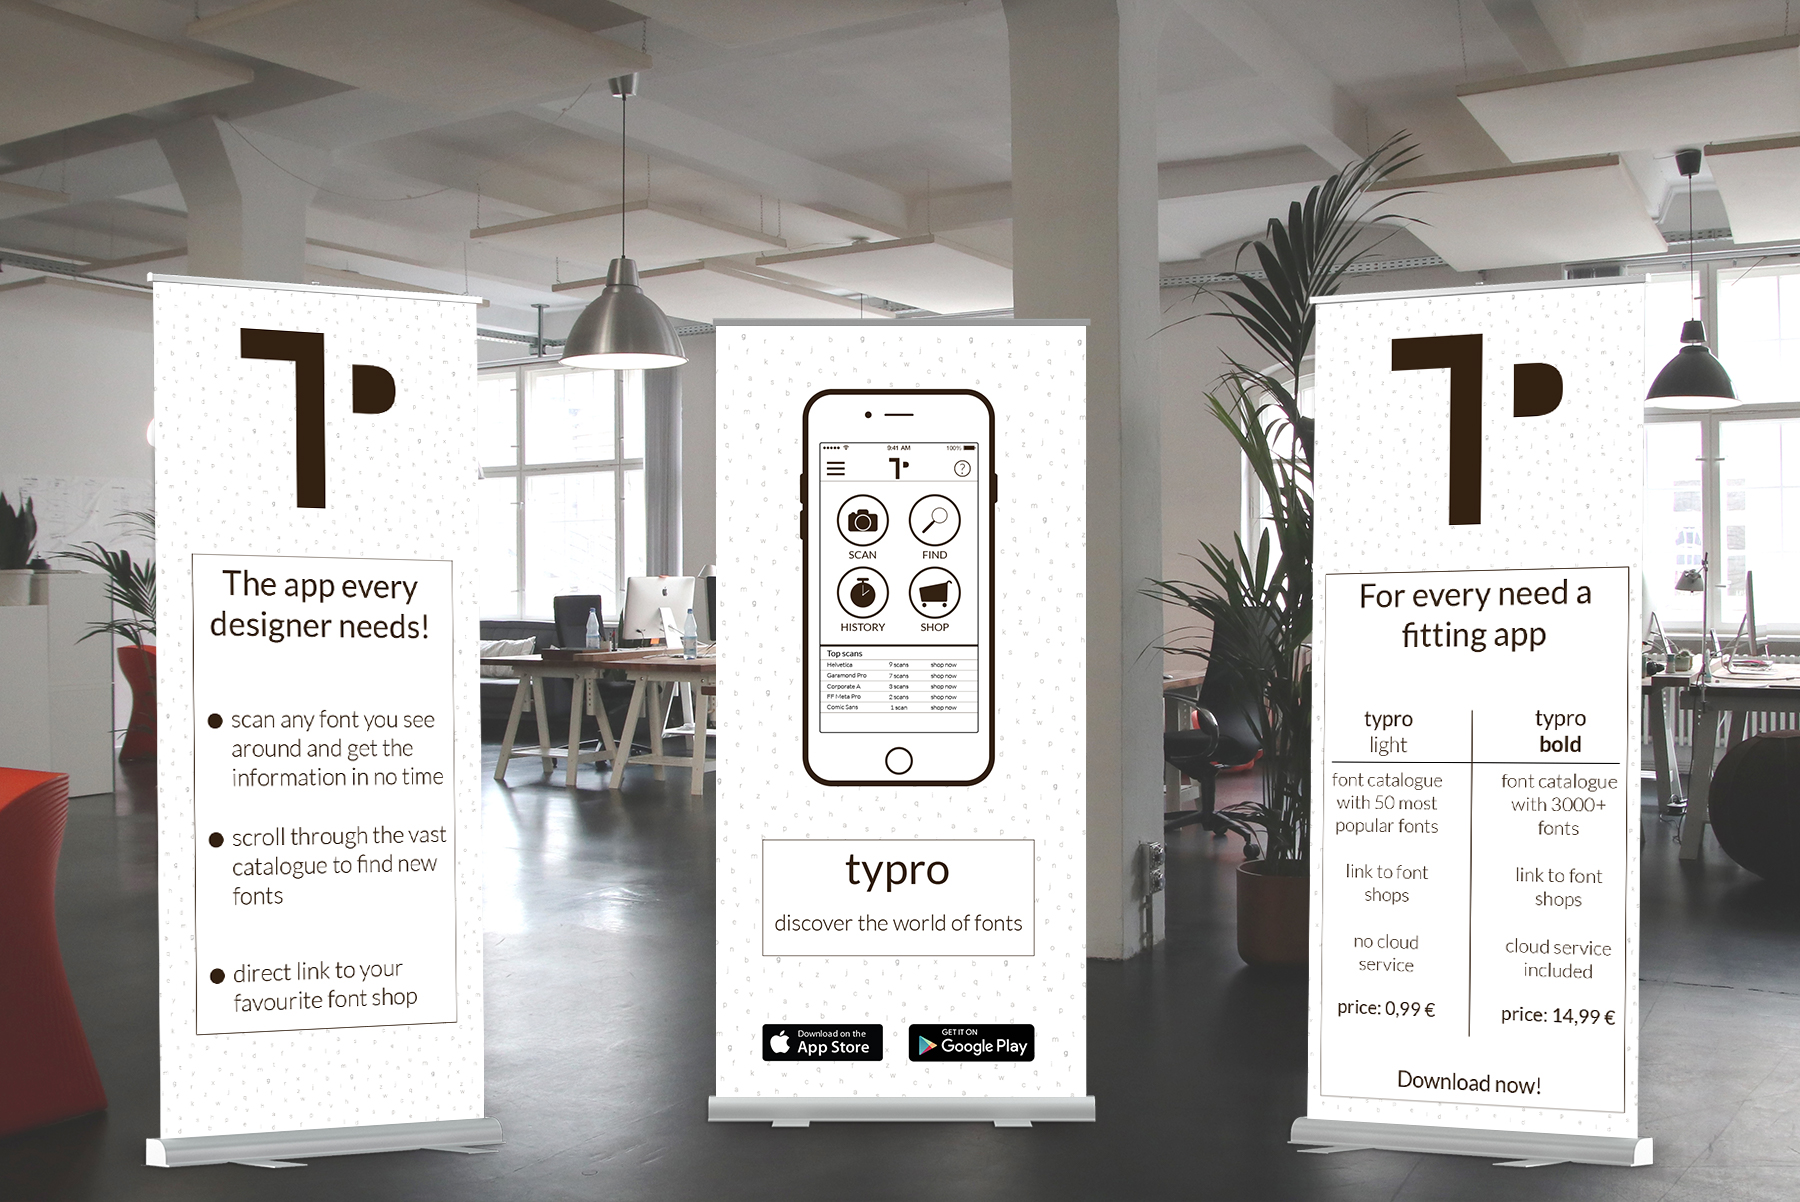 The app every
designer needs!
scan any font you see
around and get the
information in no time
scroll through the vast
catalogue to find new
fonts
direct link to your
favourite font shop
9:41 AM
100%
SCAN
FIND
HISTORY
SHOP
Top scans
Helvetica 9 scans shop now
Garamond Pro 7 scans shop now
Corporate A 3 scans shop now
FF Meta Pro 2 scans shop now
Comic Sans 1 scan shop now
typro
discover the world of fonts
Download on the
App Store
GET IT ON
Google Play
For every need a
fitting app
typro
light
font catalogue
with 50 most
popular fonts
link to font
shops
no cloud
service
price: 0,99 €
typro
bold
font catalogue
with 3000+
fonts
link to font
shops
cloud service
included
price: 14,99 €
Download now!